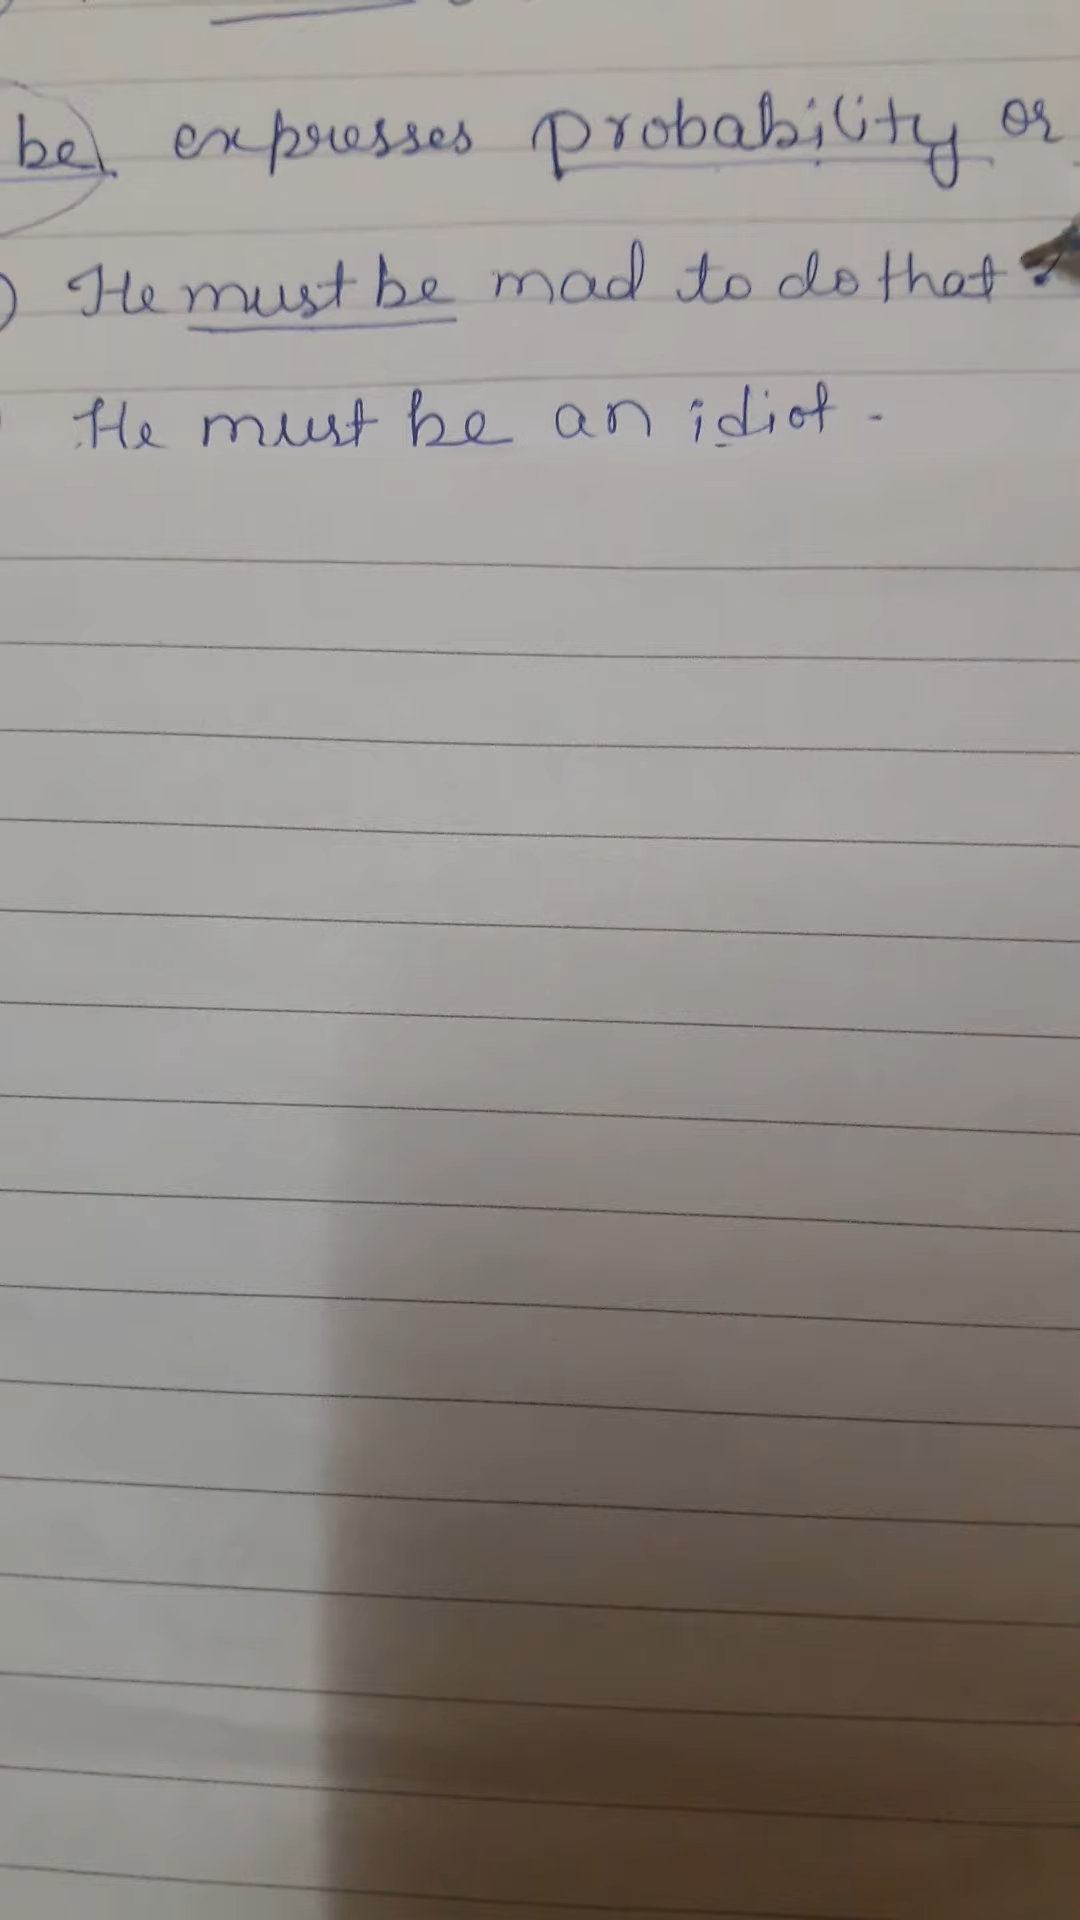 be expresses probability or
He must be mad to do that
He must be an idiot.